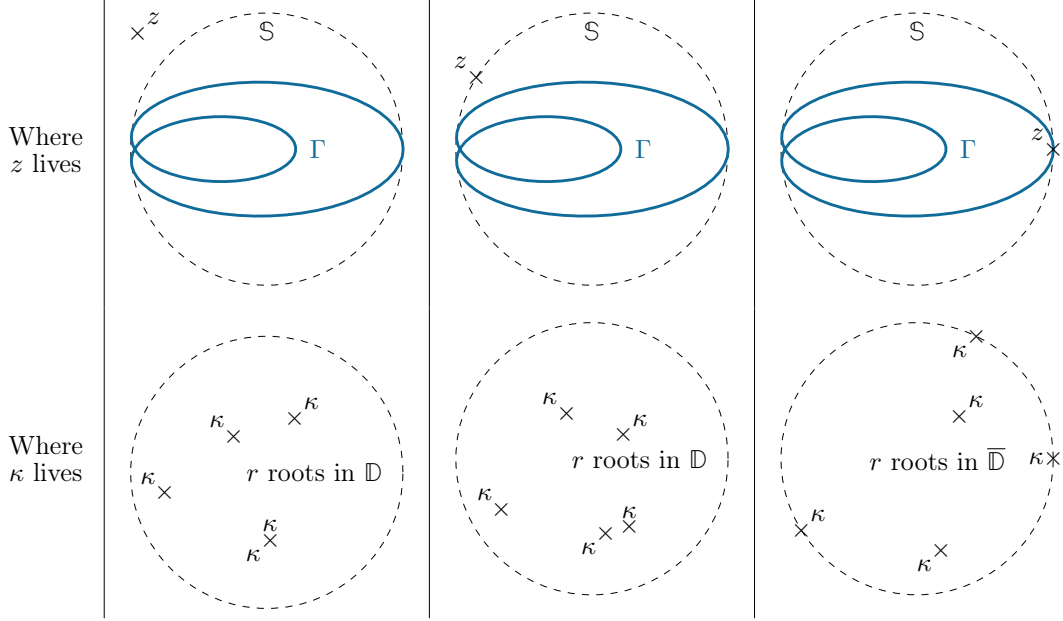 z
𝕊
z
𝕊
𝕊
Where
z lives
Γ
Γ
Γ
z
κ
κ
κ
κ
κ
κ
κ
Where
κ lives
κ
r roots in 𝔻
κ
r roots in 𝔻
r roots in 𝔻̅
κ
κ
κ
κ
κ
κ
κ